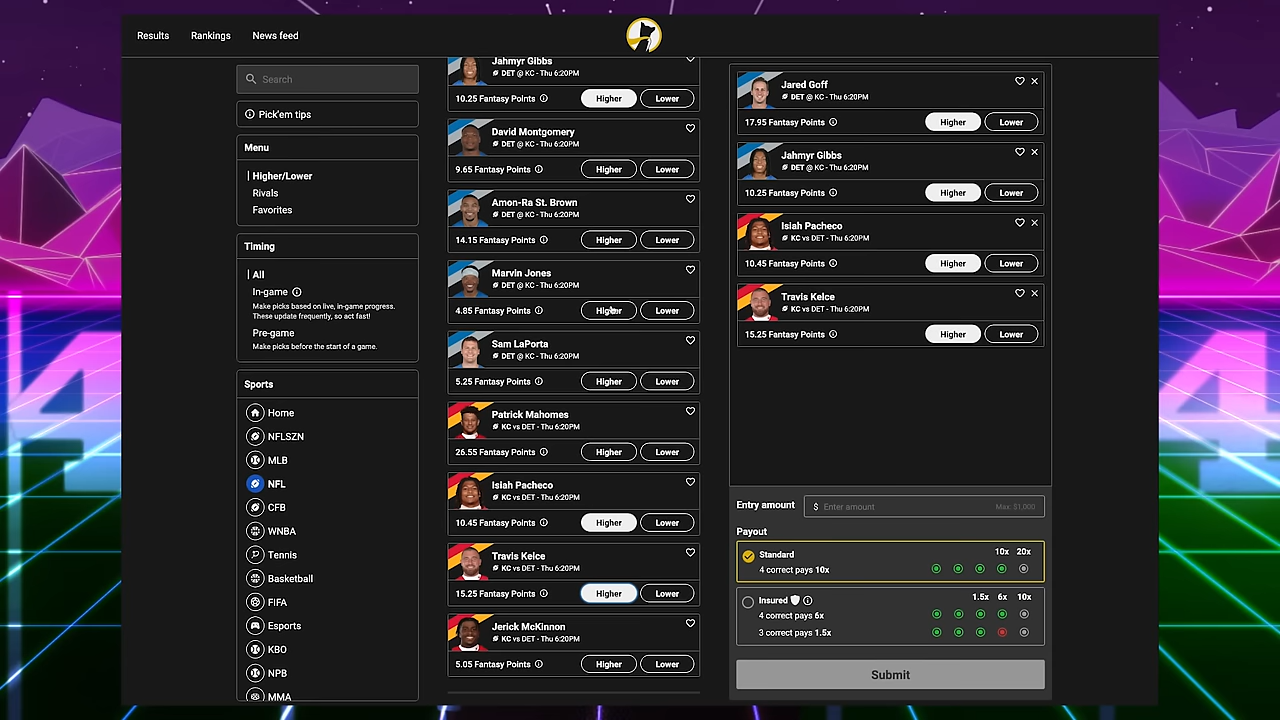 Results
Rankings
News feed
Search
Pick'em tips
Menu
Higher/Lower
Rivals
Favorites
Timing
All
In-game
Make picks based on live, in-game progress.
These update frequently, so act fast!
Pre-game
Make picks before the start of a game.
Sports
Home
NFLSZN
MLB
NFL
CFB
WNBA
Tennis
Basketball
FIFA
Esports
KBO
NPB
MMA
Jahmyr Gibbs
DET @ KC - Thu 6:20PM
10.25 Fantasy Points
Higher
Lower
David Montgomery
DET @ KC - Thu 6:20PM
9.65 Fantasy Points
Higher
Lower
Amon-Ra St. Brown
DET @ KC - Thu 6:20PM
14.15 Fantasy Points
Higher
Lower
Marvin Jones
DET @ KC - Thu 6:20PM
4.85 Fantasy Points
Higher
Lower
Sam LaPorta
DET @ KC - Thu 6:20PM
5.25 Fantasy Points
Higher
Lower
Patrick Mahomes
KC vs DET - Thu 6:20PM
26.55 Fantasy Points
Higher
Lower
Isiah Pacheco
KC vs DET - Thu 6:20PM
10.45 Fantasy Points
Higher
Lower
Travis Kelce
KC vs DET - Thu 6:20PM
15.25 Fantasy Points
Higher
Lower
Jerick McKinnon
KC vs DET - Thu 6:20PM
5.05 Fantasy Points
Higher
Lower
Jared Goff
DET @ KC - Thu 6:20PM
17.95 Fantasy Points
Higher
Lower
Jahmyr Gibbs
DET @ KC - Thu 6:20PM
10.25 Fantasy Points
Higher
Lower
Isiah Pacheco
KC vs DET - Thu 6:20PM
10.45 Fantasy Points
Higher
Lower
Travis Kelce
KC vs DET - Thu 6:20PM
15.25 Fantasy Points
Higher
Lower
Entry amount
$ Enter amount
Max: $1,000
Payout
Standard
10x 20x
4 correct pays 10x
Insured
1.5x 6x 10x
4 correct pays 6x
3 correct pays 1.5x
Submit
4
4